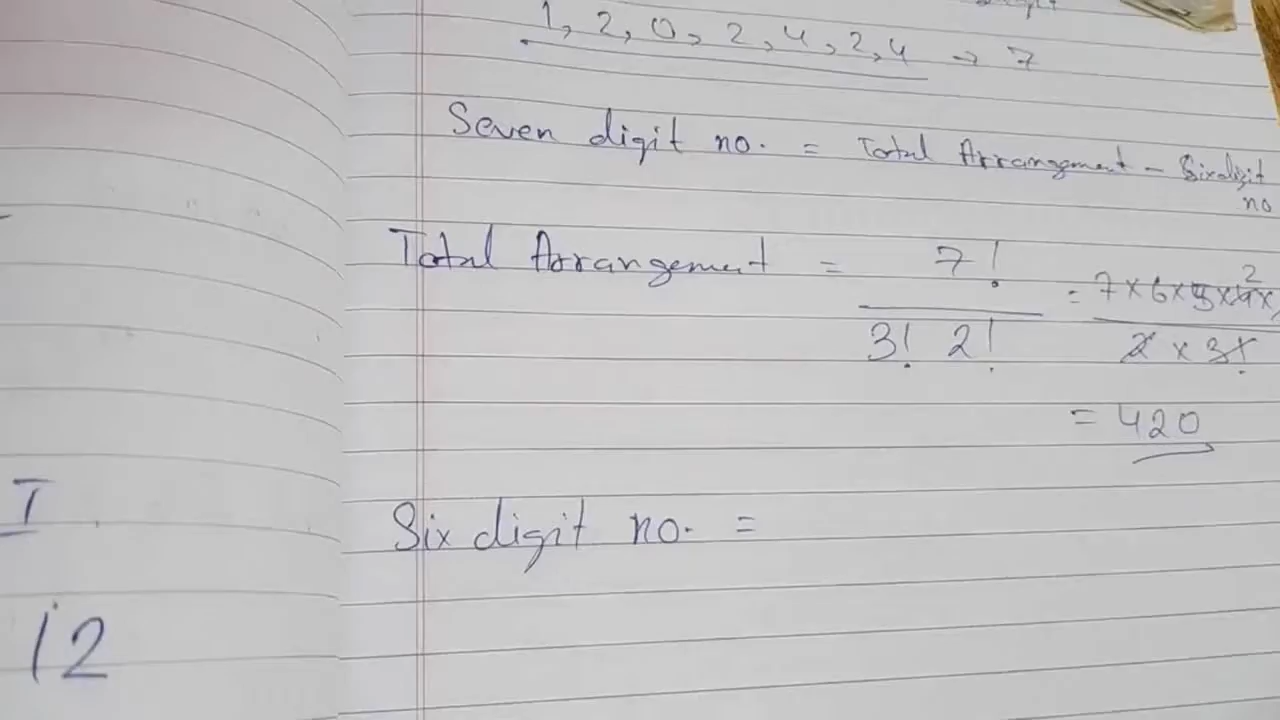 1, 2, 0, 2, 4, 2, 4 → 7
Seven digit no. = Total Arrangement - Six digit
no
Total Arrangement = 7! / 3! 2! = 7 × 6 × 5 × 4 × / 2 × 3!
2
= 420
Six digit no. =
I
12